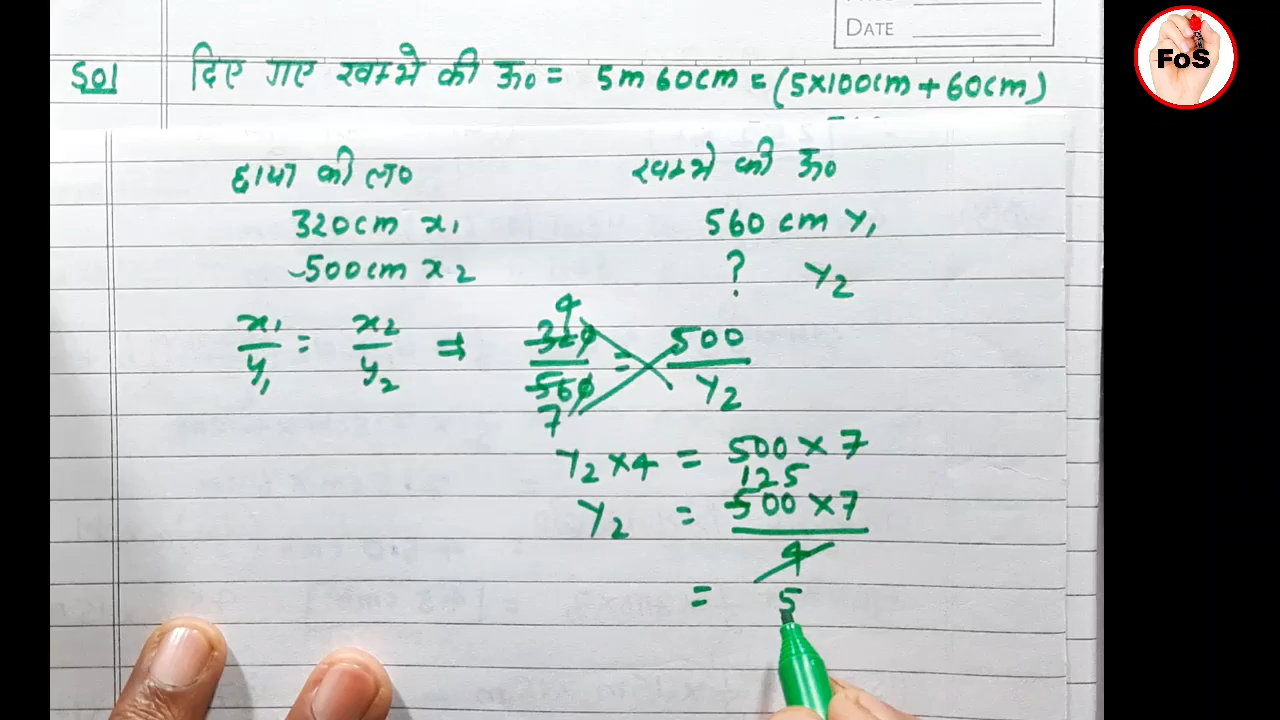 DATE
FoS
Sol दिए गए खम्भे की ऊ० = 5m 60cm = (5×100cm + 60cm)
छाया की ल० खम्भे की ऊ०
320cm x₁ 560 cm y₁
500cm x₂ ? y₂
x₁/y₁ = x₂/y₂ ⇒ 4 320/560 7 = 500/y₂
y₂ × 4 = 500 × 7
125
y₂ = 500 × 7 / 4
= 5